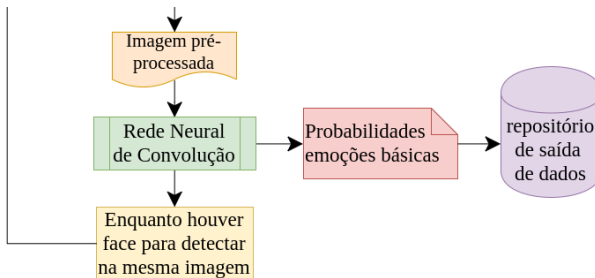 Imagem pré-
processada
Rede Neural
de Convolução
Probabilidades
emoções básicas
repositório
de saída
de dados
Enquanto houver
face para detectar
na mesma imagem